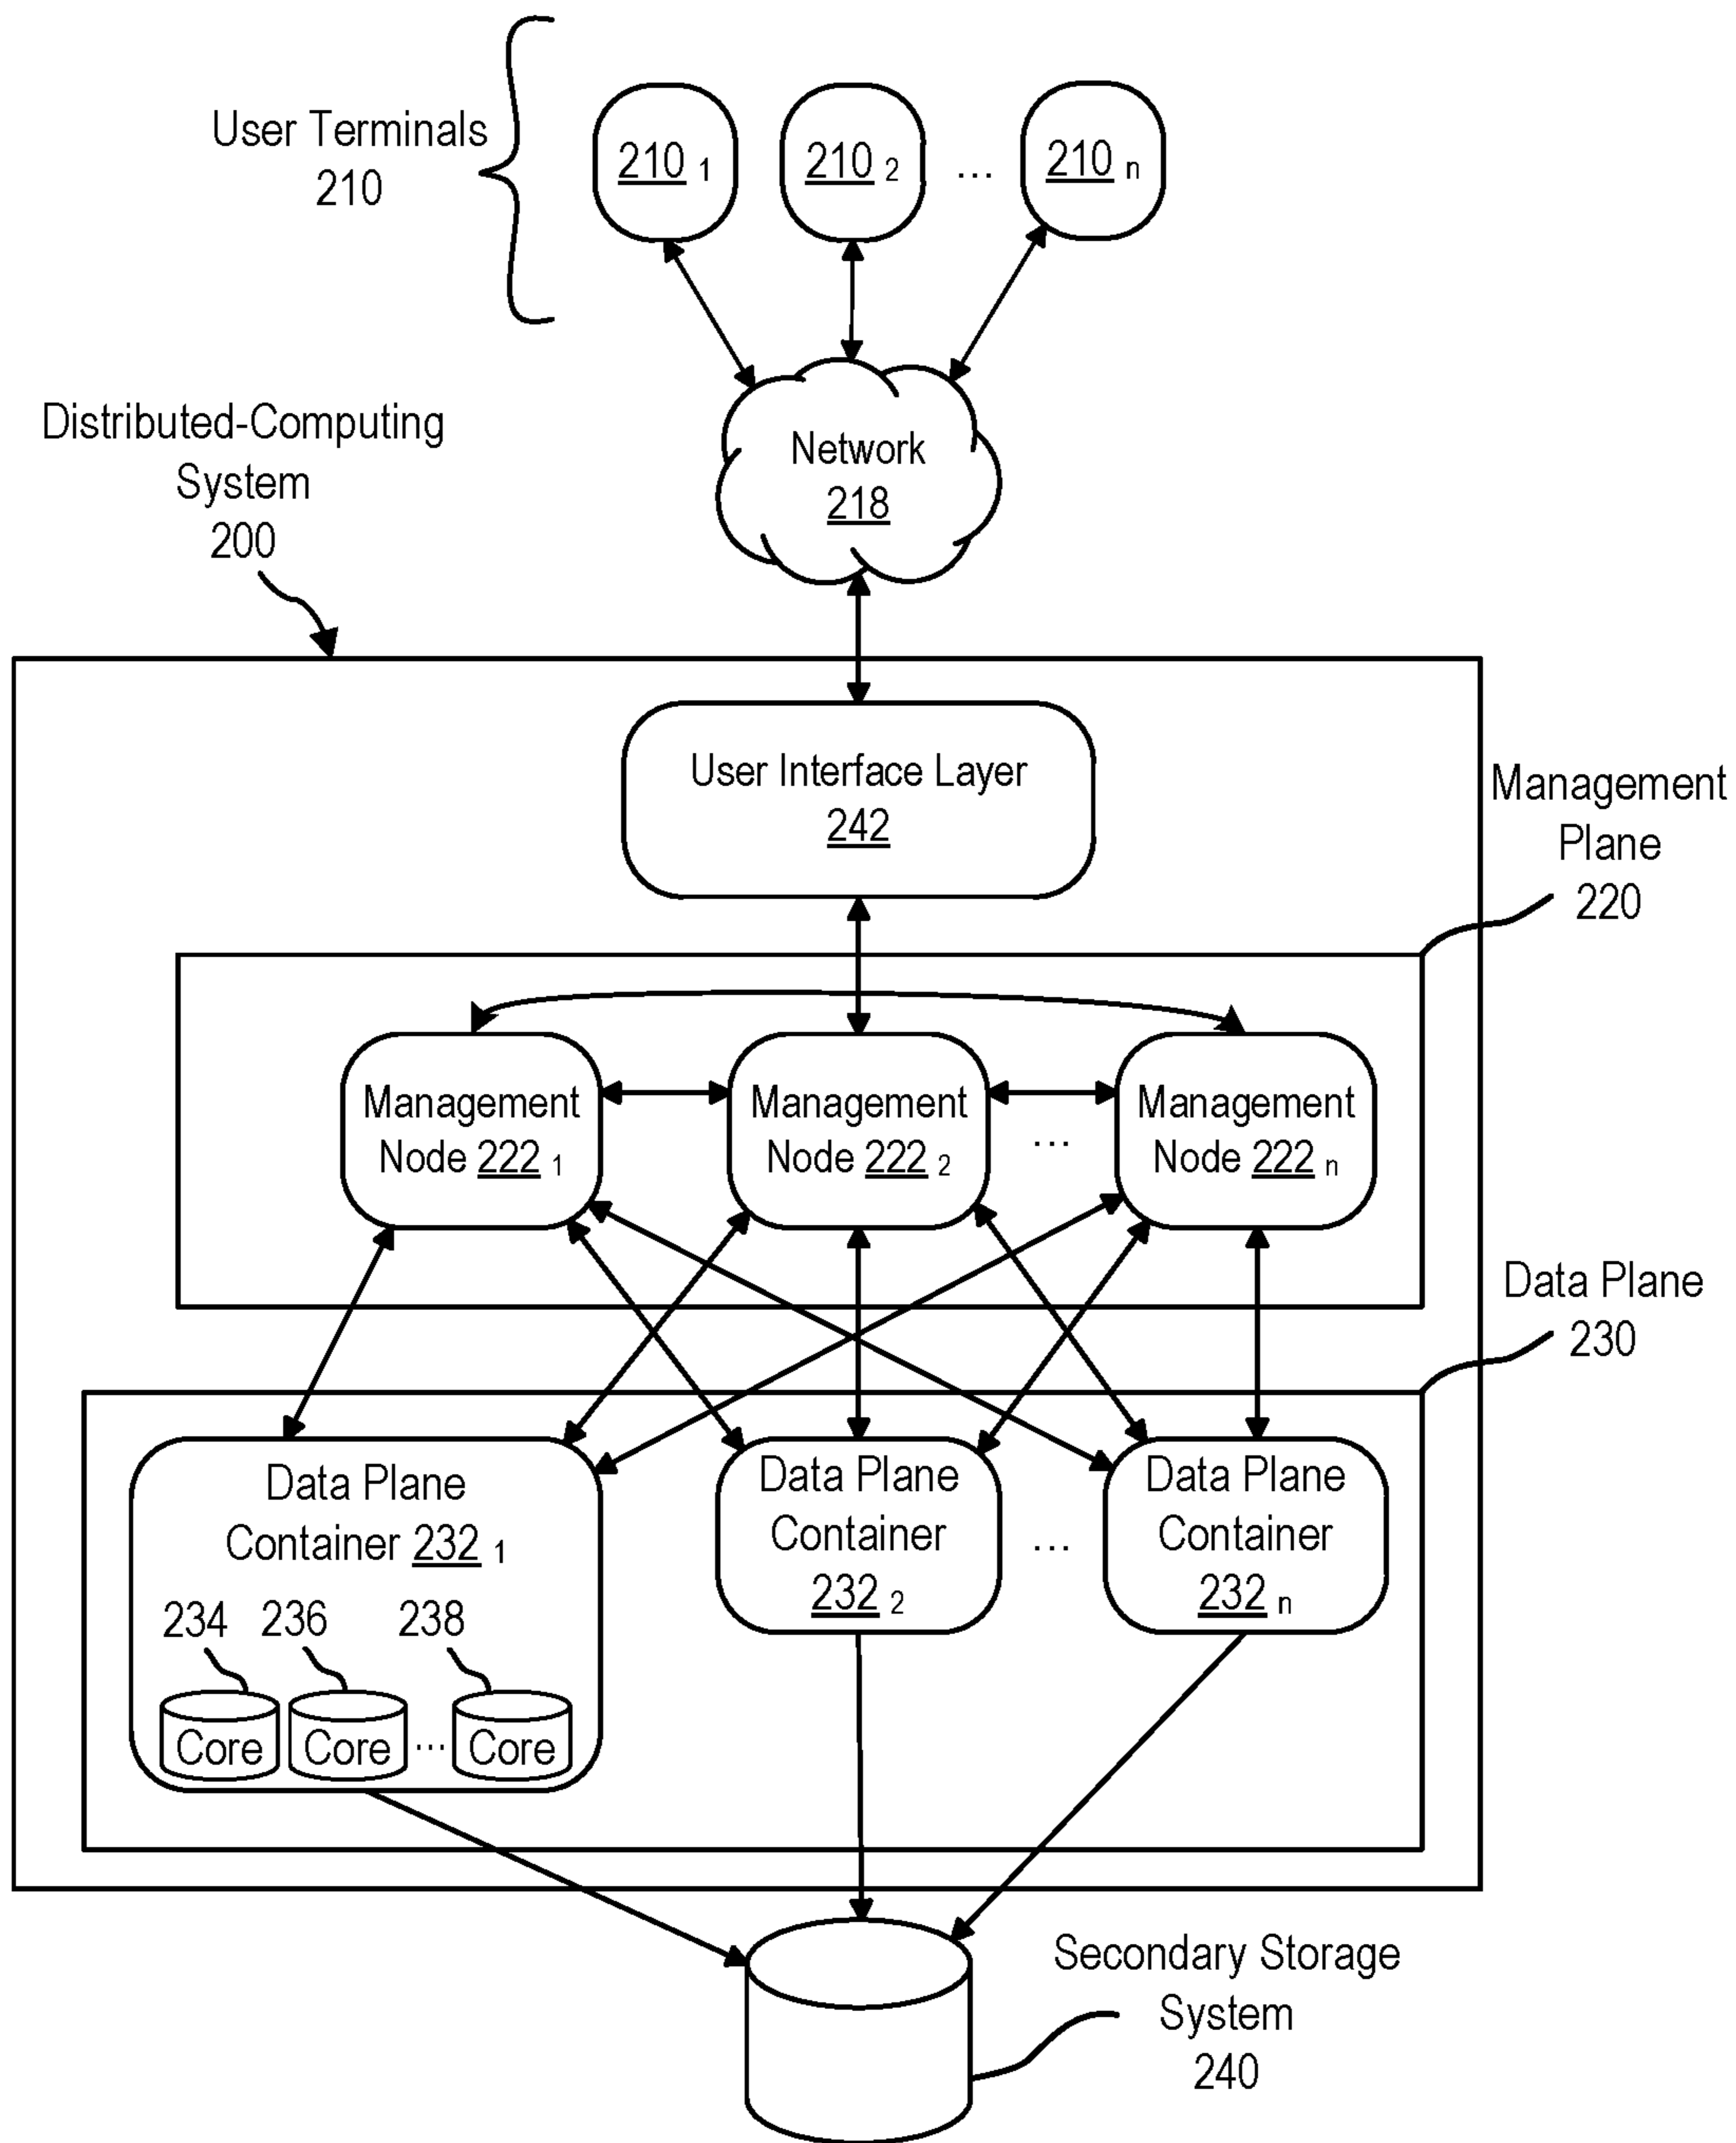 User Terminals
210
210 1
210 2
...
210 n
Distributed-Computing
System
200
Network
218
User Interface Layer
242
Management
Plane
220
Management
Node 222 1
Management
Node 222 2
...
Management
Node 222 n
Data Plane
230
Data Plane
Container 232 1
234
236
238
Core
Core
...
Core
Data Plane
Container
232 2
...
Data Plane
Container
232 n
Secondary Storage
System
240